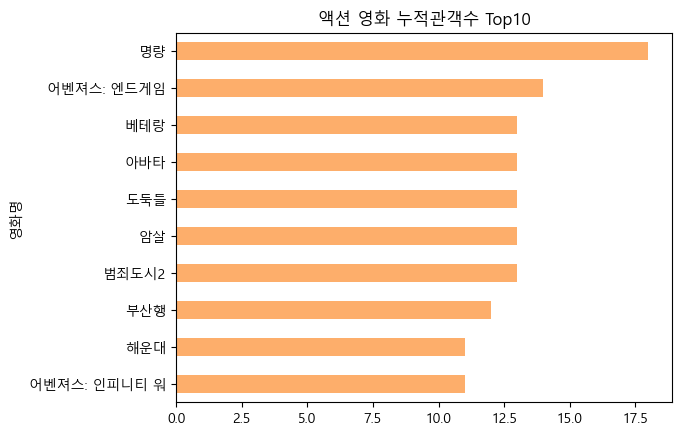 액션 영화 누적관객수 Top10
영화명
명량
어벤져스: 엔드게임
베테랑
아바타
도둑들
암살
범죄도시2
부산행
해운대
어벤져스: 인피니티 워
0.0 2.5 5.0 7.5 10.0 12.5 15.0 17.5